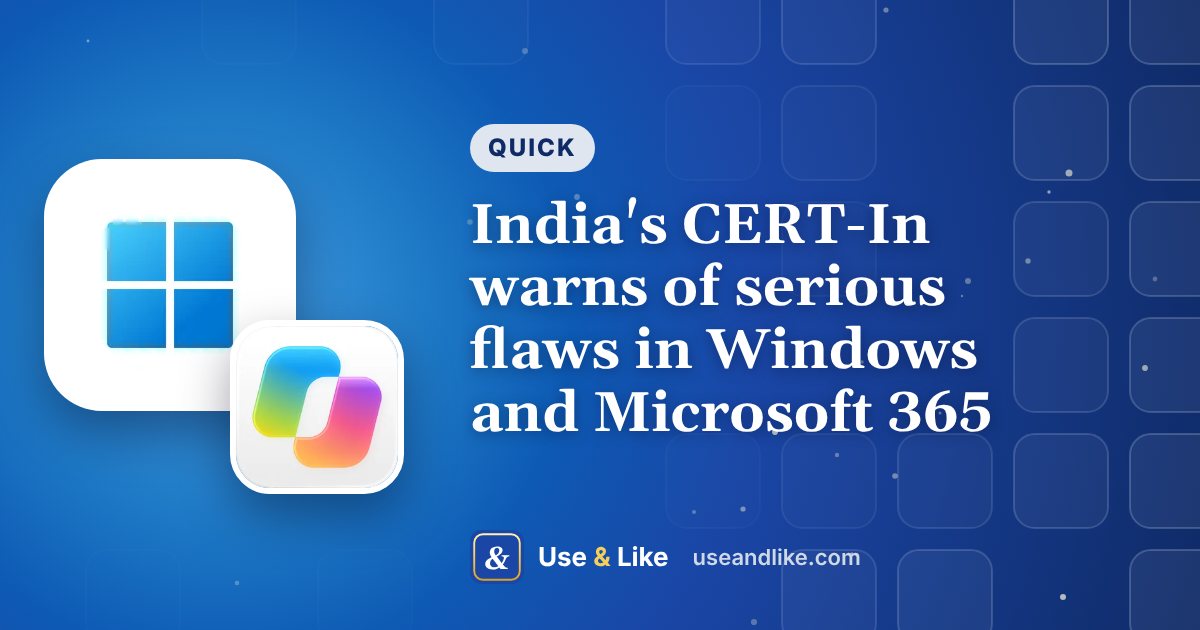 QUICK
India's CERT-In
warns of serious
flaws in Windows
and Microsoft 365
& Use & Like useandlike.com